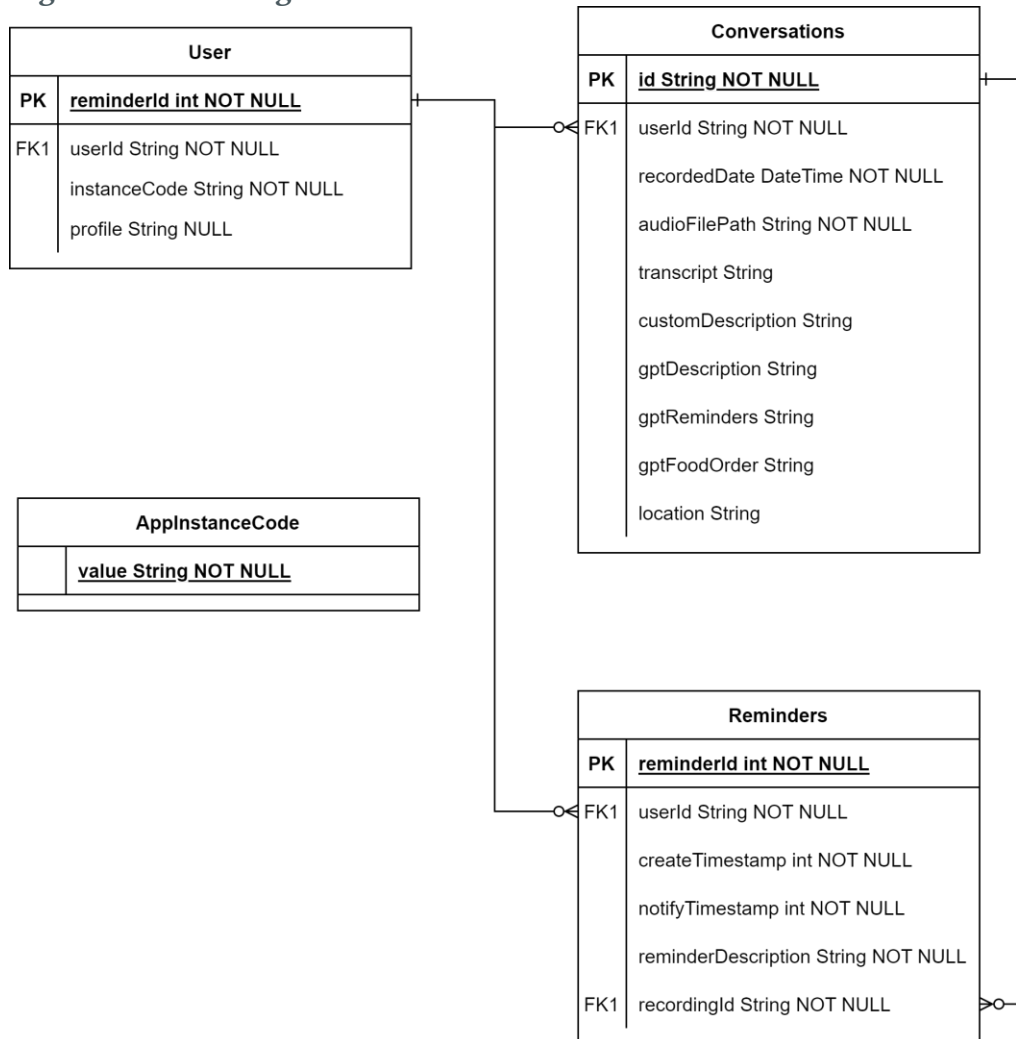 User
PK reminderId int NOT NULL
FK1 userId String NOT NULL
instanceCode String NOT NULL
profile String NULL
Conversations
PK id String NOT NULL
FK1 userId String NOT NULL
recordedDate DateTime NOT NULL
audioFilePath String NOT NULL
transcript String
customDescription String
gptDescription String
gptReminders String
gptFoodOrder String
location String
AppInstanceCode
value String NOT NULL
Reminders
PK reminderId int NOT NULL
FK1 userId String NOT NULL
createTimestamp int NOT NULL
notifyTimestamp int NOT NULL
reminderDescription String NOT NULL
FK1 recordingId String NOT NULL